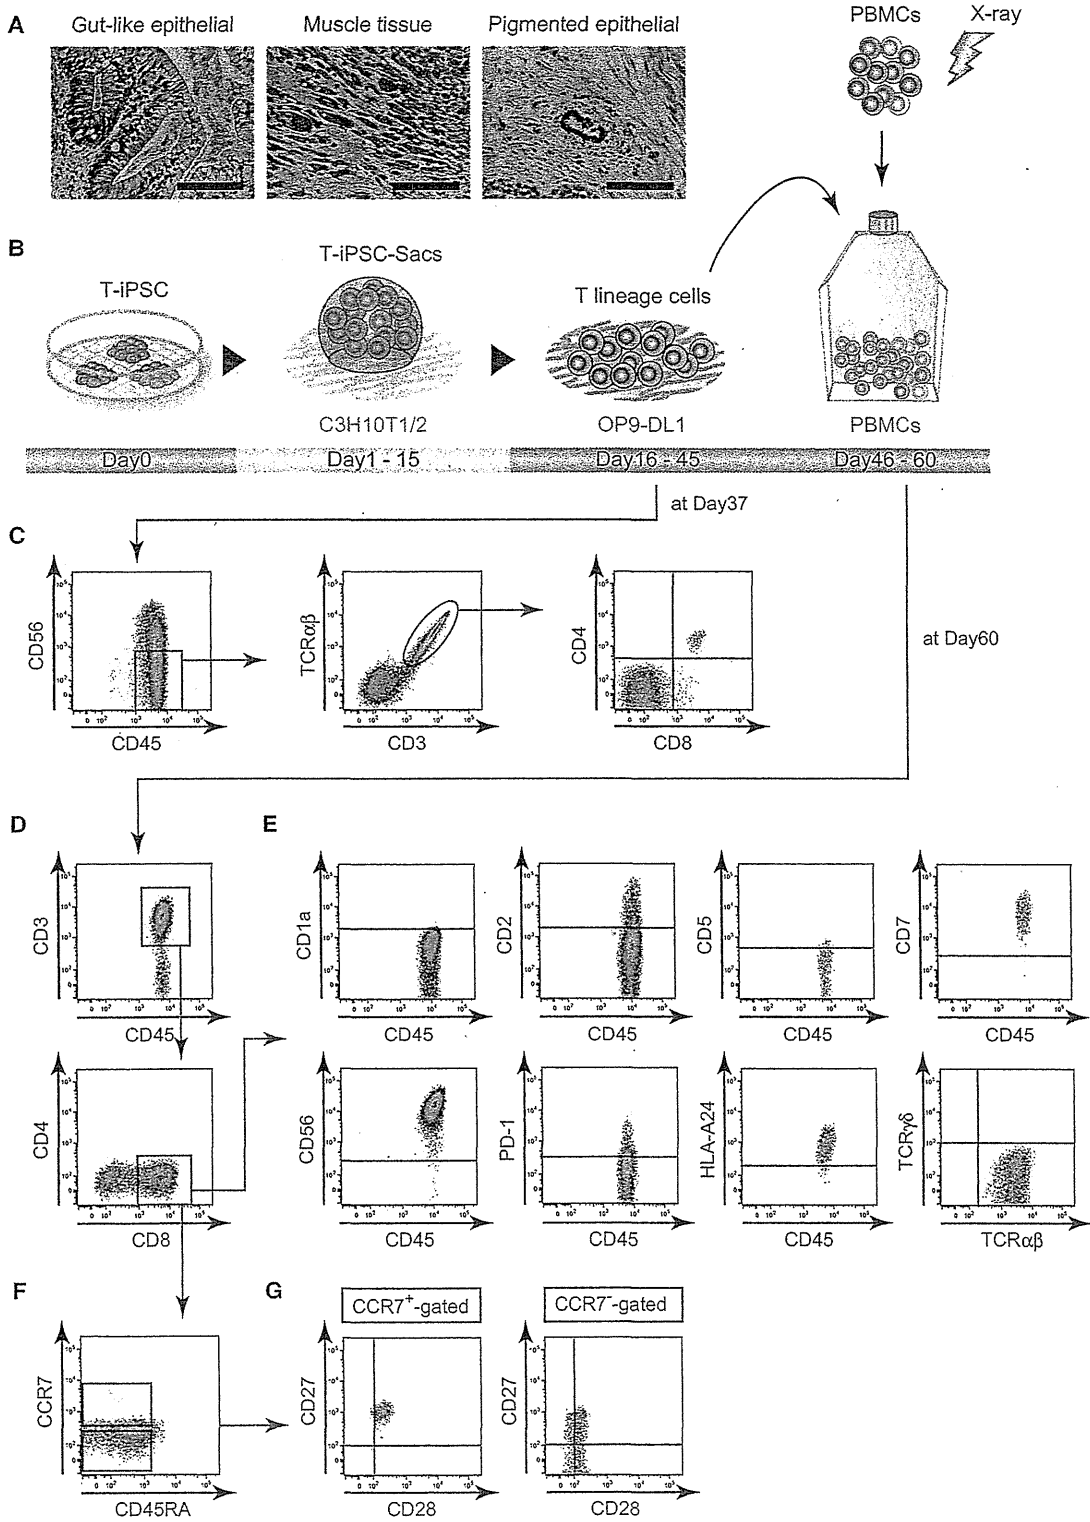 A
Gut-like epithelial
Muscle tissue
Pigmented epithelial
PBMCs
X-ray
B
T-iPSC
T-iPSC-Sacs
T lineage cells
C3H10T1/2
OP9-DL1
PBMCs
Day0
Day1 - 15
Day16 - 45
Day46 - 60
at Day37
at Day60
C
CD56
CD45
TCRαβ
CD3
CD4
CD8
D
CD3
CD45
CD4
CD8
E
CD1a
CD45
CD2
CD45
CD5
CD45
CD7
CD45
CD56
CD45
PD-1
CD45
HLA-A24
CD45
TCRγδ
TCRαβ
F
CCR7
CD45RA
G
CCR7⁺-gated
CD27
CD28
CCR7⁻-gated
CD27
CD28